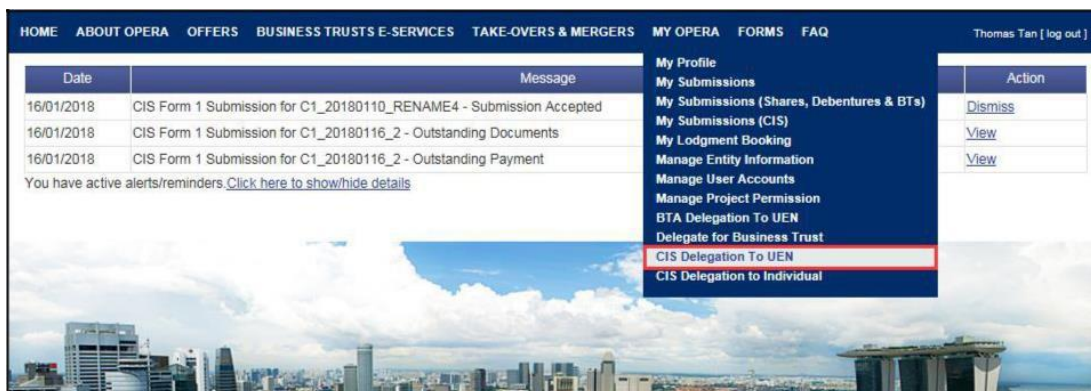 HOME ABOUT OPERA OFFERS BUSINESS TRUSTS E-SERVICES TAKE-OVERS & MERGERS MY OPERA FORMS FAQ Thomas Tan [ log out ]
My Profile
My Submissions
My Submissions (Shares, Debentures & BTs)
My Submissions (CIS)
My Lodgment Booking
Manage Entity Information
Manage User Accounts
Manage Project Permission
BTA Delegation To UEN
Delegate for Business Trust
CIS Delegation To UEN
CIS Delegation to Individual
Date Message Action
16/01/2018 CIS Form 1 Submission for C1_20180110_RENAME4 - Submission Accepted Dismiss
16/01/2018 CIS Form 1 Submission for C1_20180116_2 - Outstanding Documents View
16/01/2018 CIS Form 1 Submission for C1_20180116_2 - Outstanding Payment View
You have active alerts/reminders.Click here to show/hide details